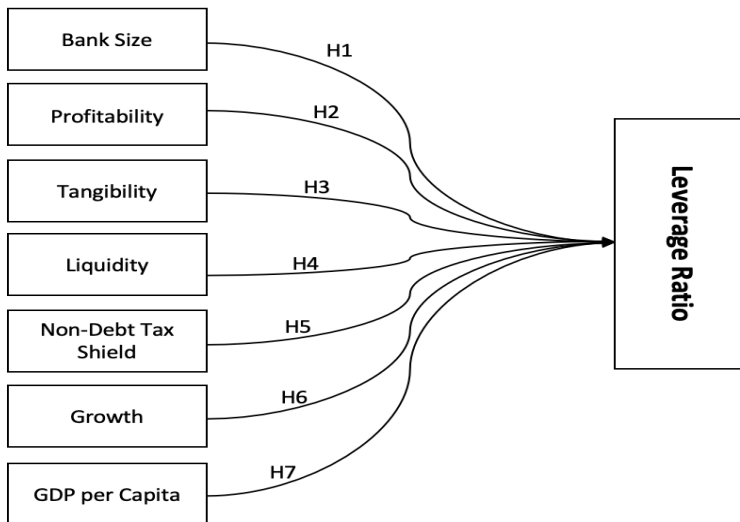 Bank Size
H1
Profitability
H2
Tangibility
H3
Liquidity
H4
Non-Debt Tax
Shield
H5
Growth
H6
GDP per Capita
H7
Leverage Ratio